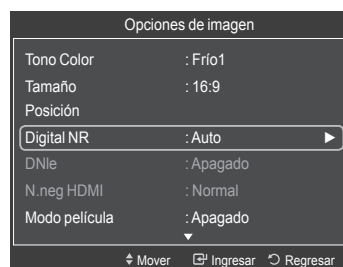 Opciones de imagen
Tono Color : Frío1
Tamaño : 16:9
Posición
Digital NR : Auto ►
DNIe : Apagado
N.neg HDMI : Normal
Modo película : Apagado
▼
Mover Ingresar Regresar